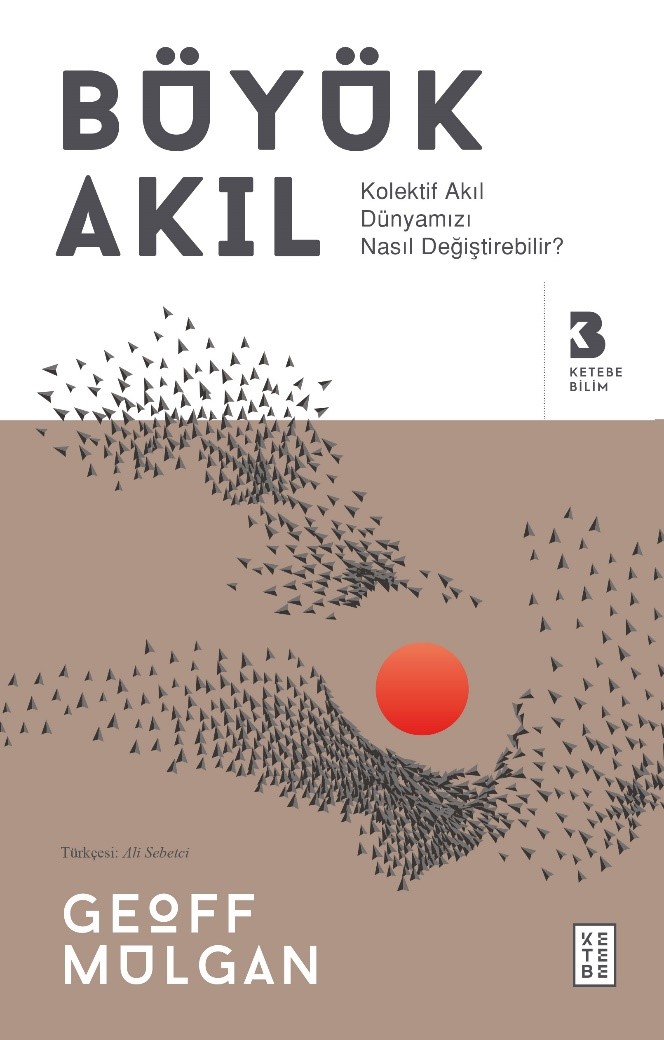 BÜYÜK
AKIL
Kolektif Akıl
Dünyamızı
Nasıl Değiştirebilir?
KETEBE
BİLİM
Türkçesi: Ali Sebetci
GEOFF
MULGAN
KE
TE
BE